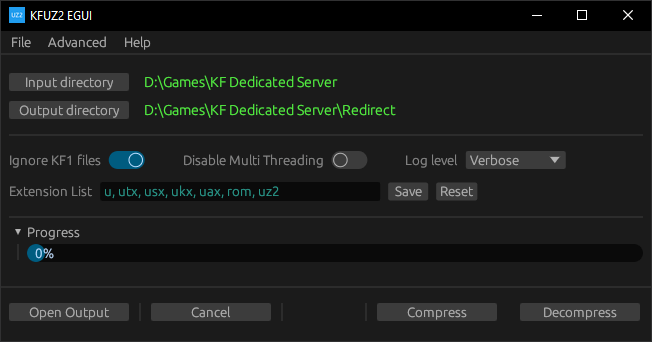 UZ2 KFUZ2 EGUI
File Advanced Help
Input directory D:\Games\KF Dedicated Server
Output directory D:\Games\KF Dedicated Server\Redirect
Ignore KF1 files Disable Multi Threading Log level Verbose
Extension List u, utx, usx, ukx, uax, rom, uz2 Save Reset
Progress
0%
Open Output Cancel Compress Decompress